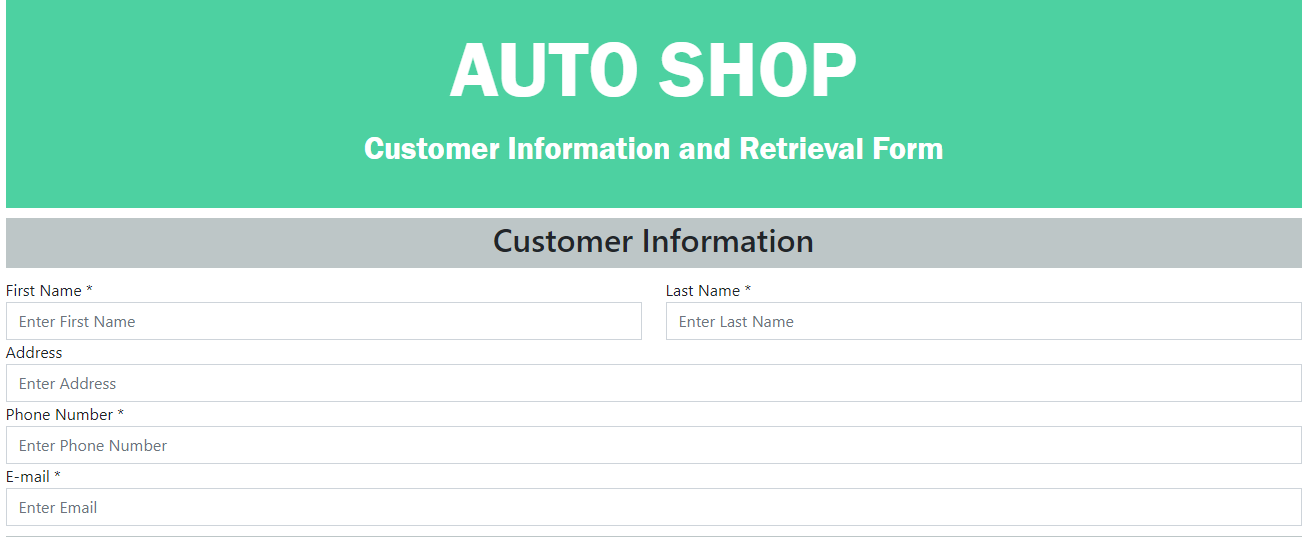 AUTO SHOP
Customer Information and Retrieval Form
Customer Information
First Name * Last Name *
Enter First Name Enter Last Name
Address
Enter Address
Phone Number *
Enter Phone Number
E-mail *
Enter Email